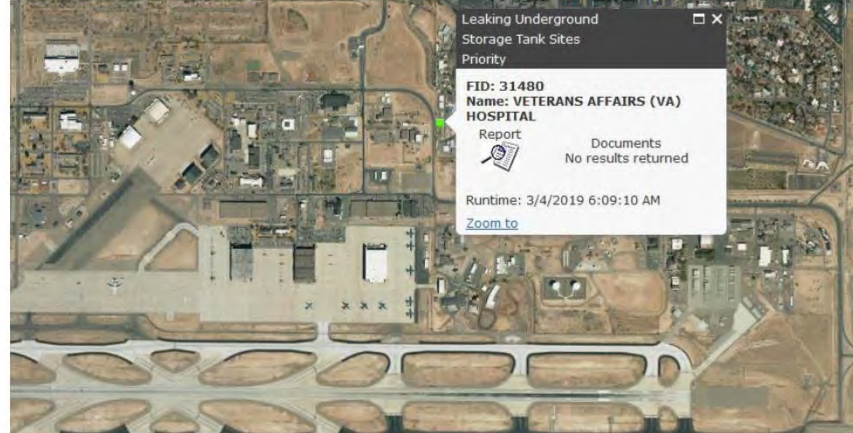 Leaking Underground
Storage Tank Sites
Priority
FID: 31480
Name: VETERANS AFFAIRS (VA)
HOSPITAL
Report
Documents
No results returned
Runtime: 3/4/2019 6:09:10 AM
Zoom to